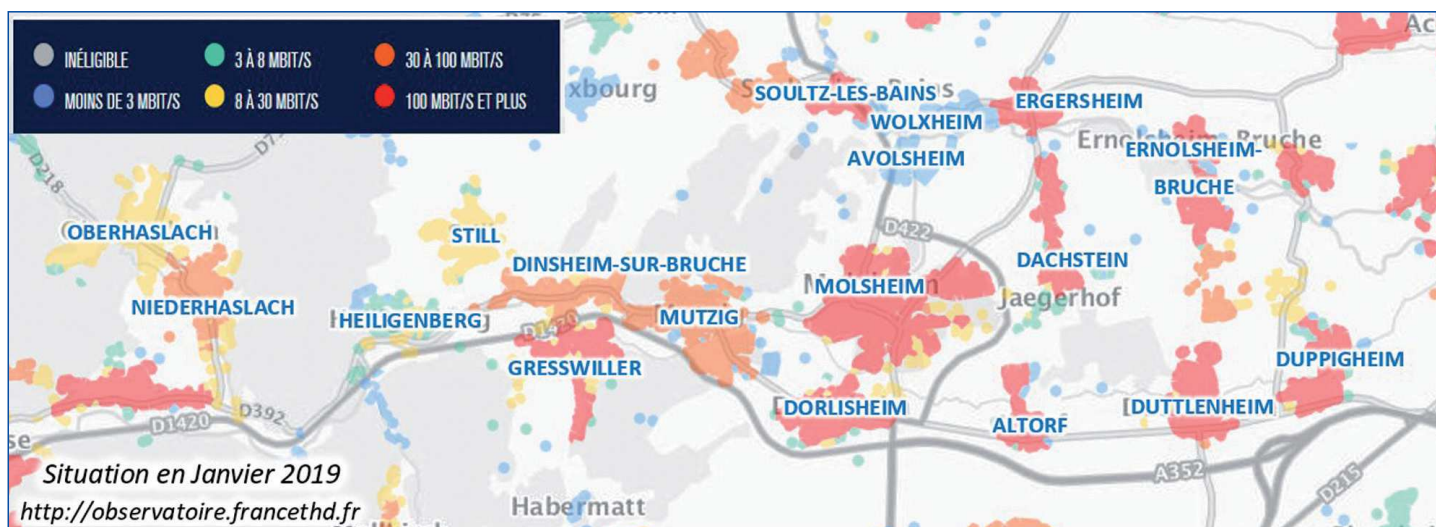 INÉLIGIBLE
3 À 8 MBIT/S
30 À 100 MBIT/S
MOINS DE 3 MBIT/S
8 À 30 MBIT/S
100 MBIT/S ET PLUS
xbourg
SOULTZ-LES-BAINS
ERGERSHEIM
WOLXHEIM
Ernolsheim-Bruche
ERNOLSHEIM-
BRUCHE
AVOLSHEIM
D218
OBERHASLACH
STILL
D422
DINSHEIM-SUR-BRUCHE
DACHSTEIN
MOLSHEIM
Jaegerhof
NIEDERHASLACH
HEILIGENBERG
MUTZIG
D1420
GRESSWILLER
DUPPIGHEIM
DORLISHEIM
DUTTLENHEIM
ALTORF
D392
D1420
A352
D215
Situation en Janvier 2019
Habermatt
http://observatoire.francethd.fr